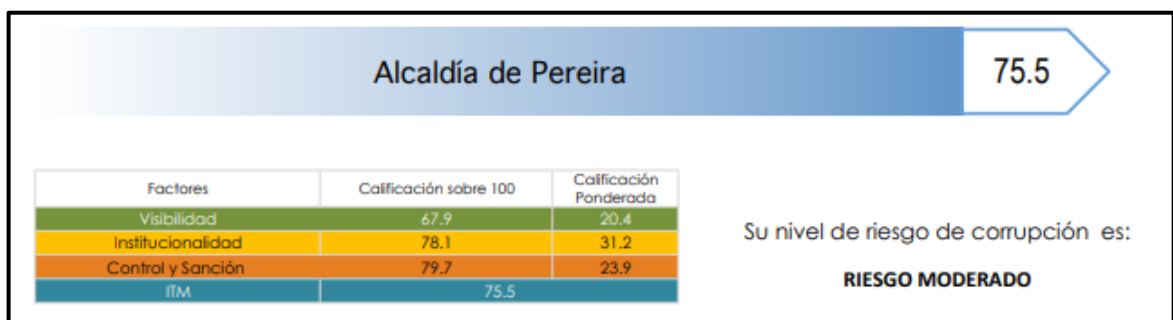 Alcaldía de Pereira
75.5
Factores Calificación sobre 100 Calificación Ponderada
Visibilidad 67.9 20.4
Institucionalidad 78.1 31.2
Control y Sanción 79.7 23.9
ITM 75.5
Su nivel de riesgo de corrupción es:
RIESGO MODERADO